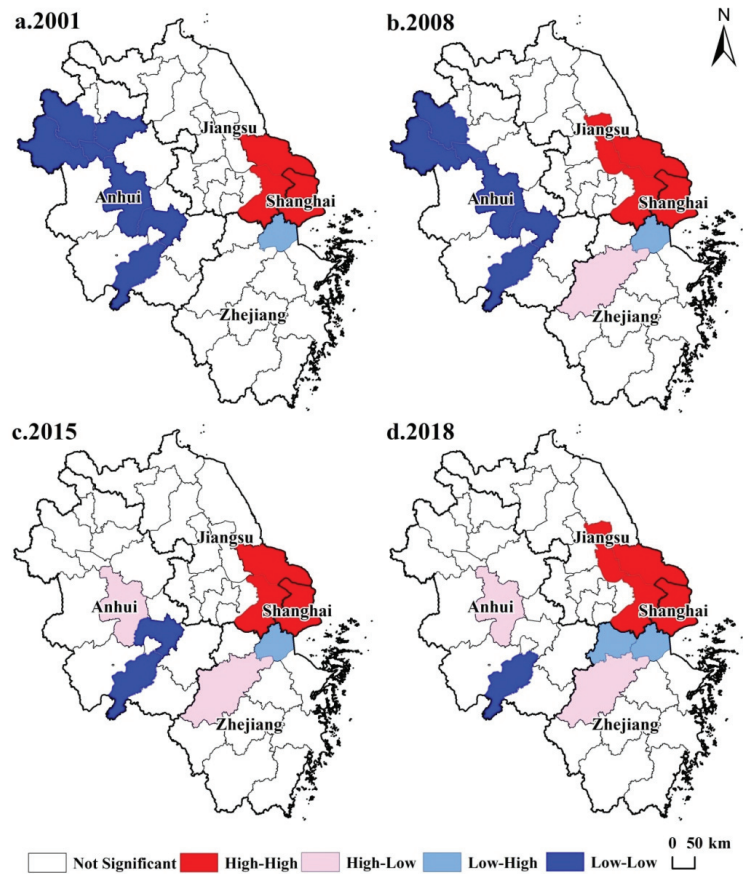 a.2001
b.2008
N
Jiangsu
Anhui
Shanghai
Zhejiang
Jiangsu
Anhui
Shanghai
Zhejiang
c.2015
d.2018
Jiangsu
Anhui
Shanghai
Zhejiang
Jiangsu
Anhui
Shanghai
Zhejiang
Not Significant High-High High-Low Low-High Low-Low 0 50 km